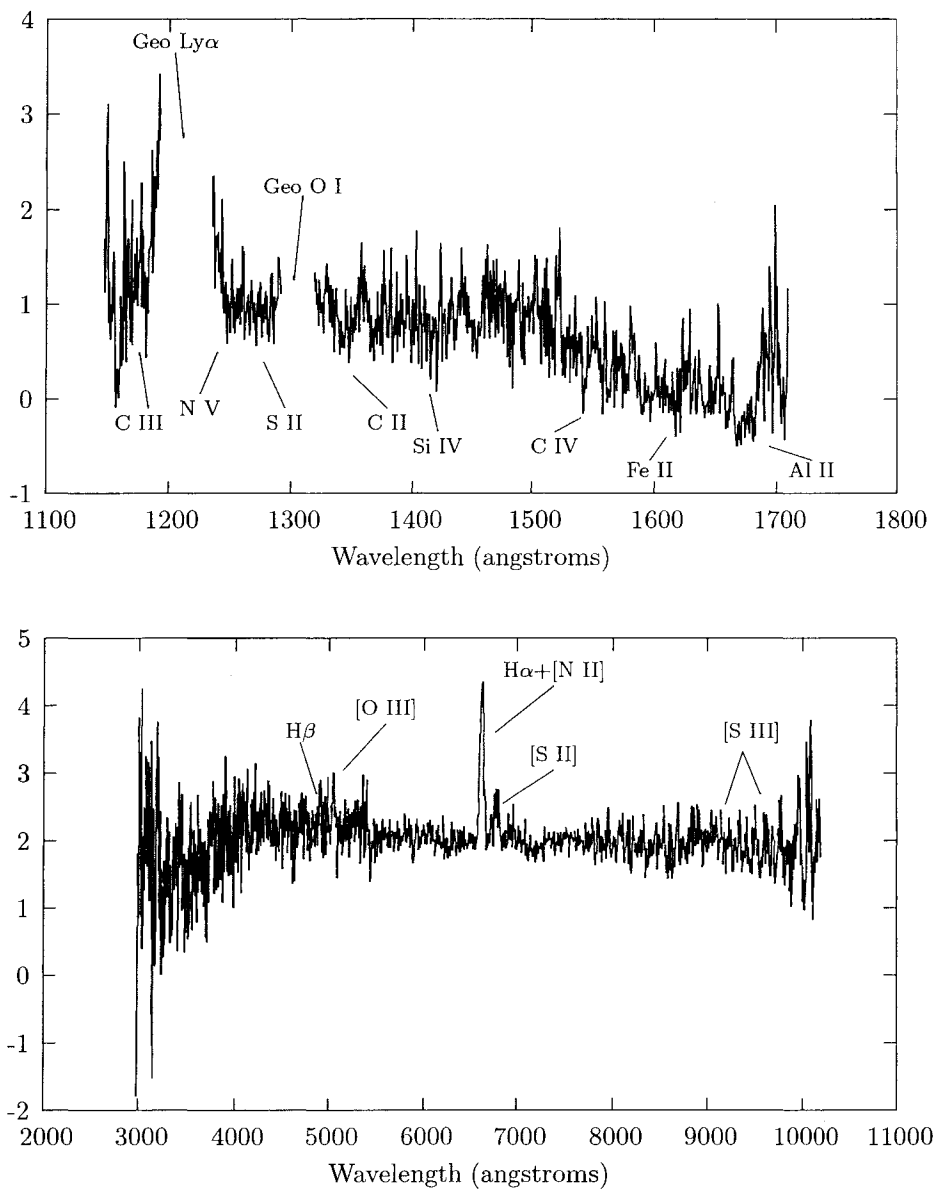 4
Geo Lyα
3
2
Geo O I
1
0
C III
N V
S II
C II
Si IV
C IV
Fe II
Al II
-1
1100 1200 1300 1400 1500 1600 1700 1800
Wavelength (angstroms)
5
Hα+[N II]
4
[O III]
Hβ
[S II]
[S III]
3
2
1
0
-1
-2
2000 3000 4000 5000 6000 7000 8000 9000 10000 11000
Wavelength (angstroms)